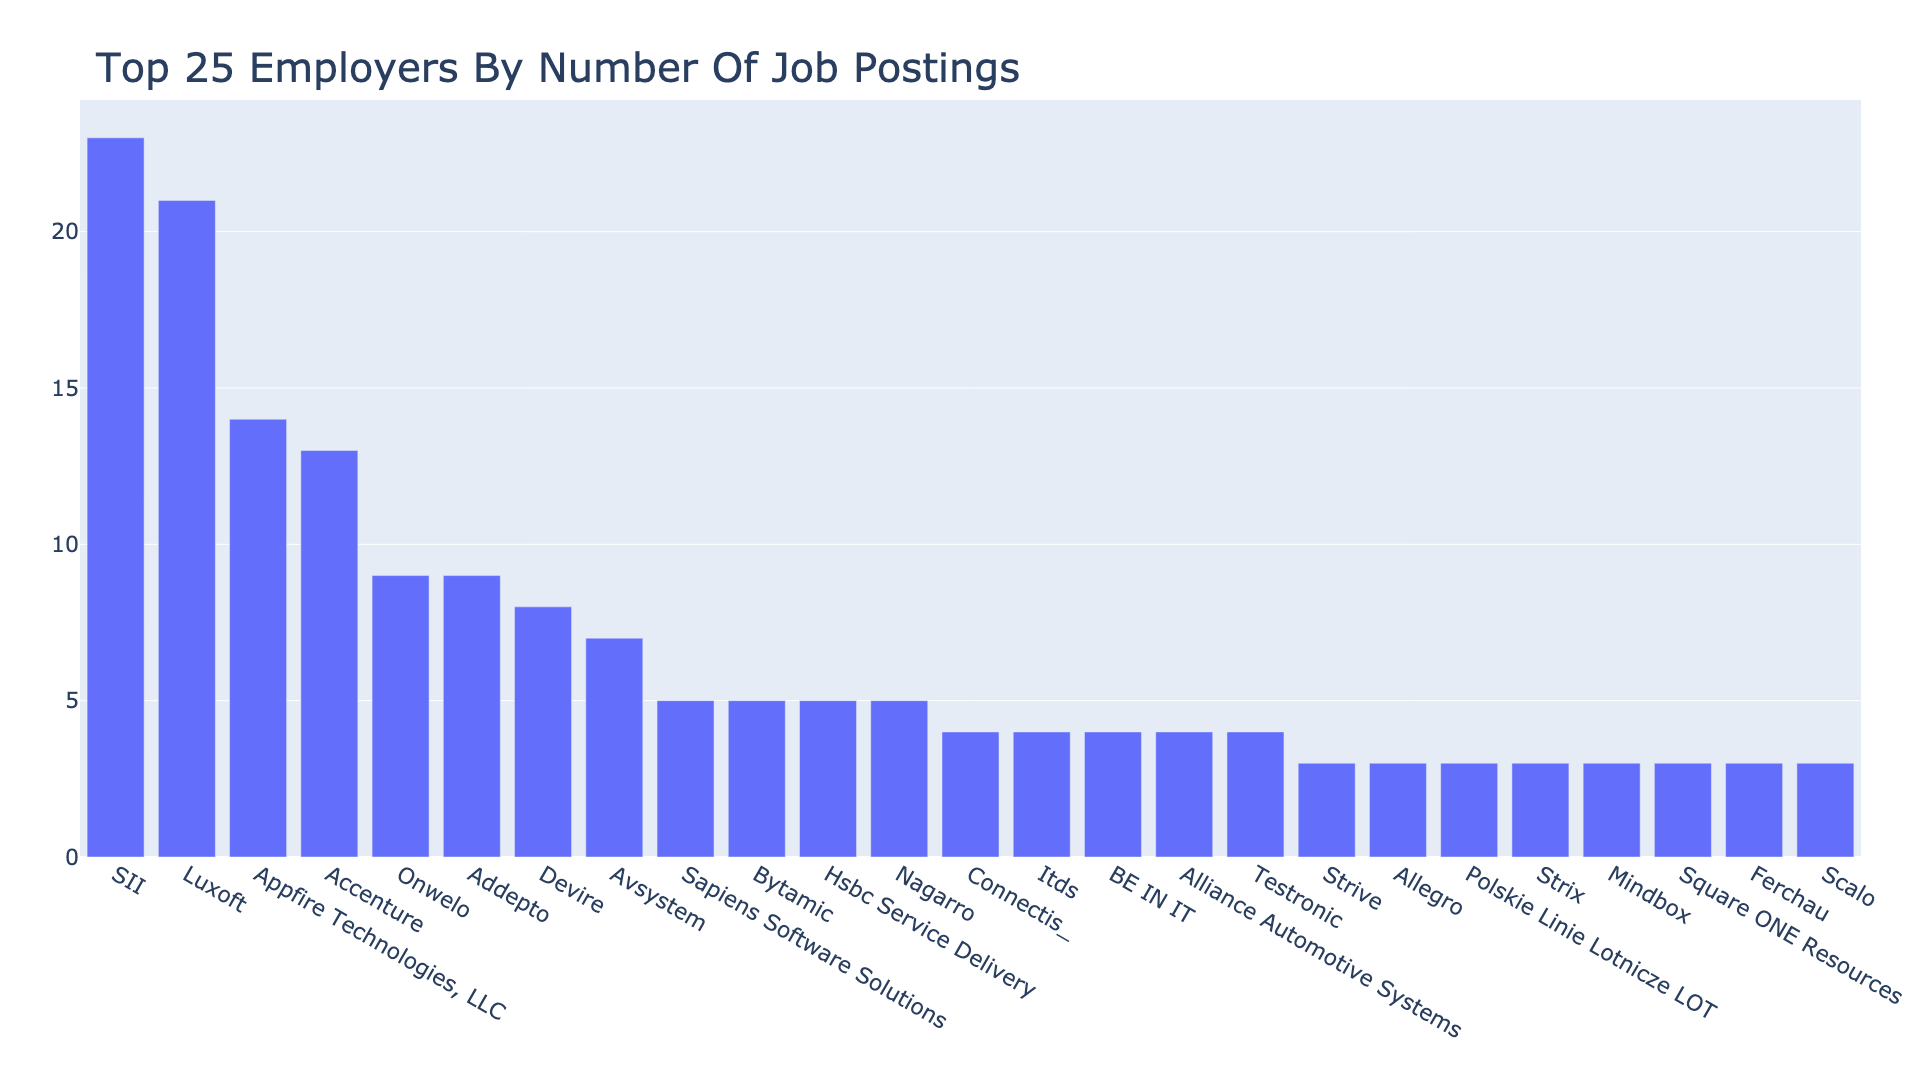 Top 25 Employers By Number Of Job Postings
20
15
10
5
0
SII
Luxoft
Appfire Technologies, LLC
Accenture
Onwelo
Addepto
Devire
Avsystem
Sapiens Software Solutions
Bytamic
Hsbc Service Delivery
Nagarro
Connectis_
Itds
BE IN IT
Alliance Automotive Systems
Testronic
Strive
Allegro
Polskie Linie Lotnicze LOT
Strix
Mindbox
Square ONE Resources
Ferchau
Scalo